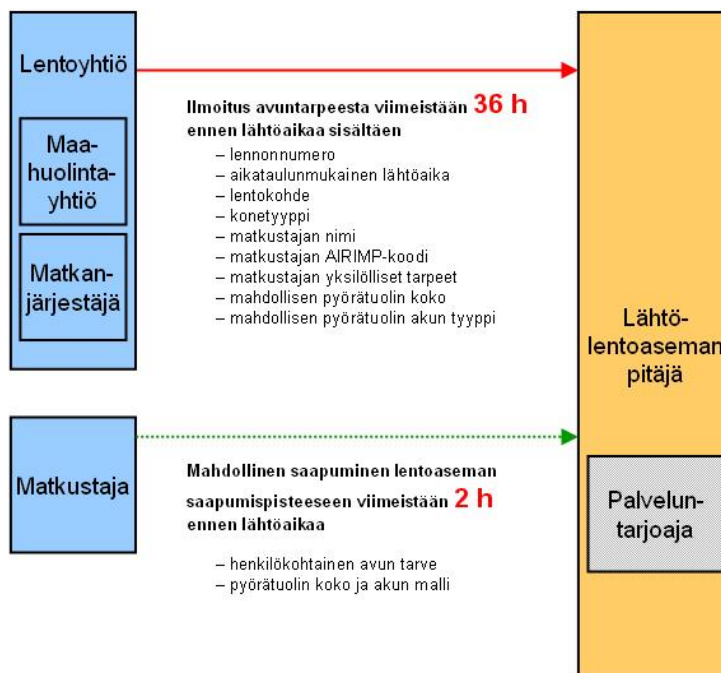 Lentoyhtiö
Maa-
huolinta-
yhtiö
Matkan-
järjestäjä
Ilmoitus avuntarpeesta viimeistään 36 h
ennen lähtöaikaa sisältäen
– lennonnumero
– aikataulunmukainen lähtöaika
– lentokohde
– konetyyppi
– matkustajan nimi
– matkustajan AIRIMP-koodi
– matkustajan yksilölliset tarpeet
– mahdollisen pyörätuolin koko
– mahdollisen pyörätuolin akun tyyppi
Lähtö-
lentoaseman
pitäjä
Matkustaja
Mahdollinen saapuminen lentoaseman
saapumispisteeseen viimeistään 2 h
ennen lähtöaikaa
– henkilökohtainen avun tarve
– pyörätuolin koko ja akun malli
Palvelun-
tarjoaja